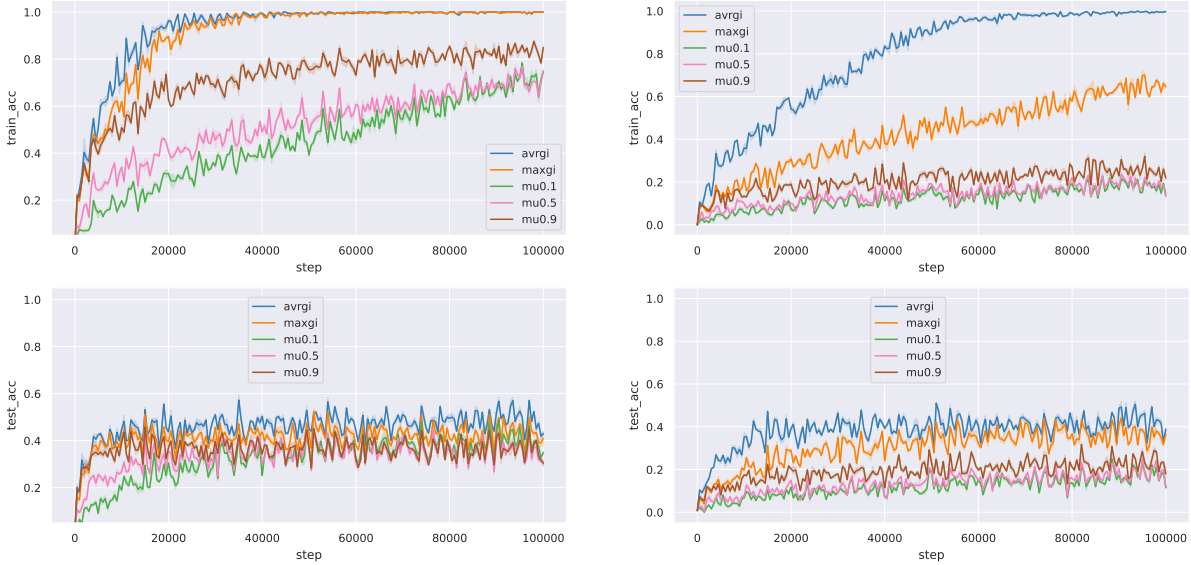 1.0
0.8
0.6
0.4
0.2
train_acc
0
20000
40000
60000
80000
100000
step
avrgi
maxgi
mu0.1
mu0.5
mu0.9
1.0
0.8
0.6
0.4
0.2
0.0
train_acc
0
20000
40000
60000
80000
100000
step
avrgi
maxgi
mu0.1
mu0.5
mu0.9
1.0
0.8
0.6
0.4
0.2
test_acc
0
20000
40000
60000
80000
100000
step
avrgi
maxgi
mu0.1
mu0.5
mu0.9
1.0
0.8
0.6
0.4
0.2
0.0
test_acc
0
20000
40000
60000
80000
100000
step
avrgi
maxgi
mu0.1
mu0.5
mu0.9